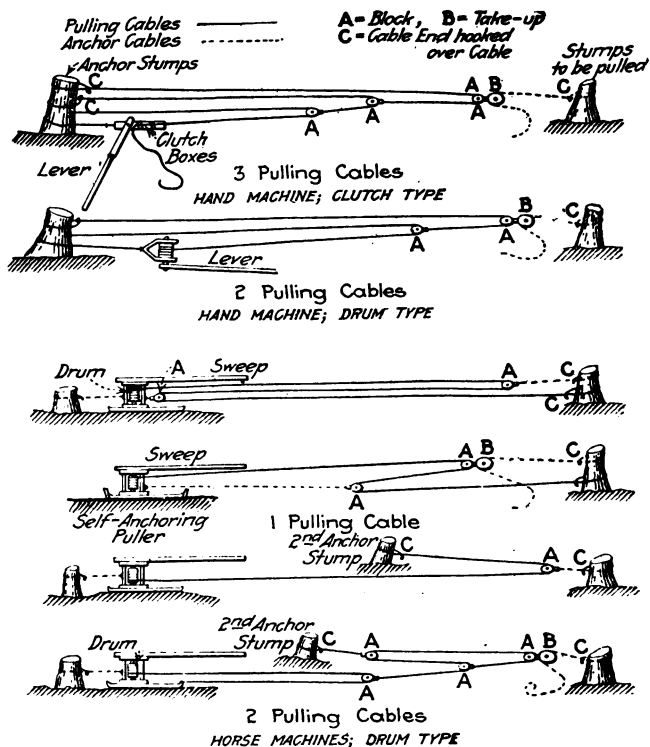 Pulling Cables
Anchor Cables
A=Block, B=Take-up
C=Cable End hooked
over Cable
Anchor Stumps
Stumps
to be pulled
C
C
A
A
A B
C
Clutch
Boxes
Lever
3 Pulling Cables
HAND MACHINE; CLUTCH TYPE
B
C
A
A
Lever
2 Pulling Cables
HAND MACHINE; DRUM TYPE
Drum
A
Sweep
A
C
C
Sweep
A B
C
A
Self-Anchoring
Puller
1 Pulling Cable
2nd Anchor
Stump
C
A
C
2nd Anchor
Stump
C
Drum
A
A B
C
A
A
2 Pulling Cables
HORSE MACHINES; DRUM TYPE